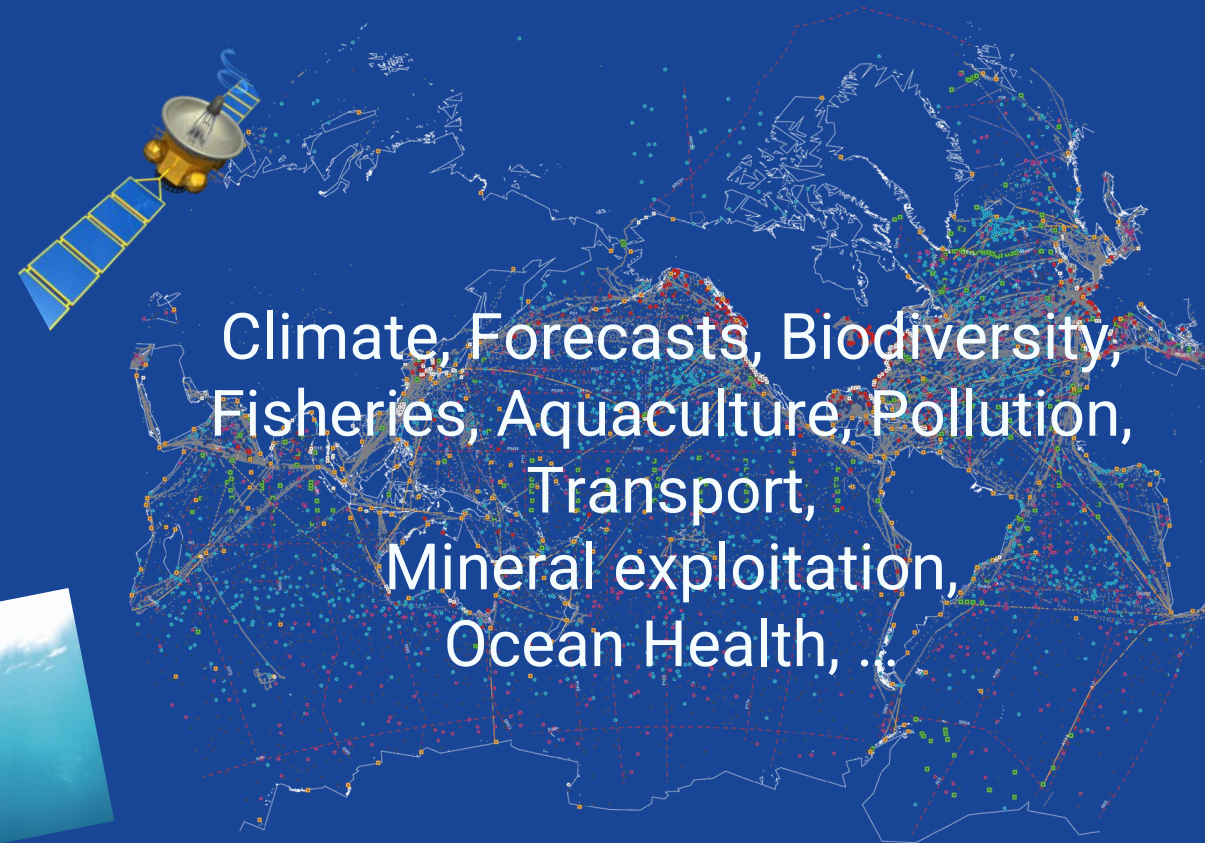 Climate, Forecasts, Biodiversity,
Fisheries, Aquaculture, Pollution,
Transport,
Mineral exploitation,
Ocean Health, ...